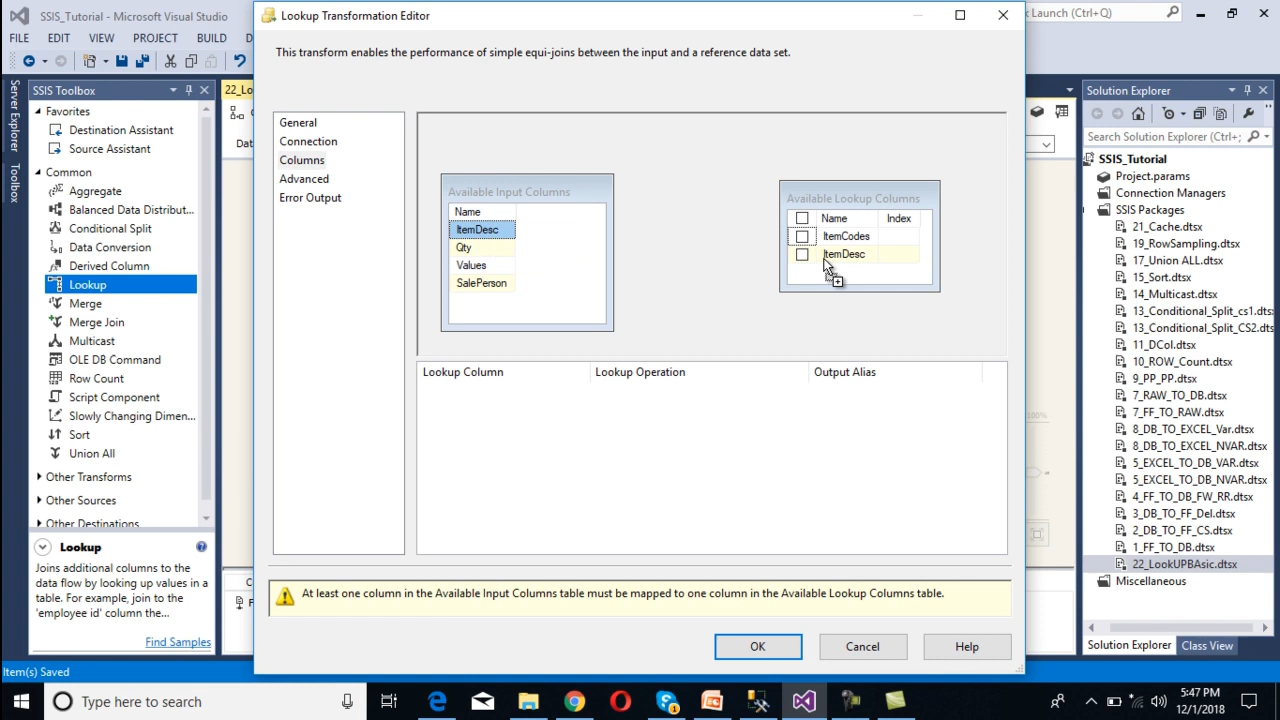 SSIS_Tutorial - Microsoft Visual Studio
Lookup Transformation Editor
Launch (Ctrl+Q)
FILE EDIT VIEW PROJECT BUILD
This transform enables the performance of simple equi-joins between the input and a reference data set.
SSIS Toolbox
Server Explorer
Toolbox
Favorites
Destination Assistant
Source Assistant
Common
Aggregate
Balanced Data Distribut...
Conditional Split
Data Conversion
Derived Column
Lookup
Merge
Merge Join
Multicast
OLE DB Command
Row Count
Script Component
Slowly Changing Dimen...
Sort
Union All
Other Transforms
Other Sources
Other Destinations
Lookup
Joins additional columns to the
data flow by looking up values in a
table. For example, join to the
'employee id' column the...
Find Samples
22_Lo
Dat
General
Connection
Columns
Advanced
Error Output
Available Input Columns
Name
ItemDesc
Qty
Values
SalePerson
Available Lookup Columns
Name Index
ItemCodes
ItemDesc
Lookup Column Lookup Operation Output Alias
At least one column in the Available Input Columns table must be mapped to one column in the Available Lookup Columns table.
OK Cancel Help
100%
Solution Explorer
Search Solution Explorer (Ctrl+;
SSIS_Tutorial
Project.params
Connection Managers
SSIS Packages
21_Cache.dtsx
19_RowSampling.dtsx
17_Union ALL.dtsx
15_Sort.dtsx
14_Multicast.dtsx
13_Conditional_Split_cs1.dts
13_Conditional_Split_CS2.dts
11_DCol.dtsx
10_ROW_Count.dtsx
9_PP_PP.dtsx
7_RAW_TO_DB.dtsx
7_FF_TO_RAW.dtsx
8_DB_TO_EXCEL_Var.dtsx
8_DB_TO_EXCEL_NVAR.dtsx
5_EXCEL_TO_DB_VAR.dtsx
5_EXCEL_TO_DB_NVAR.dtsx
4_FF_TO_DB_FW_RR.dtsx
3_DB_TO_FF_Del.dtsx
2_DB_TO_FF_CS.dtsx
1_FF_TO_DB.dtsx
22_LookUPBAsic.dtsx
Miscellaneous
Solution Explorer Class View
Item(s) Saved
Type here to search
5:47 PM
12/1/2018